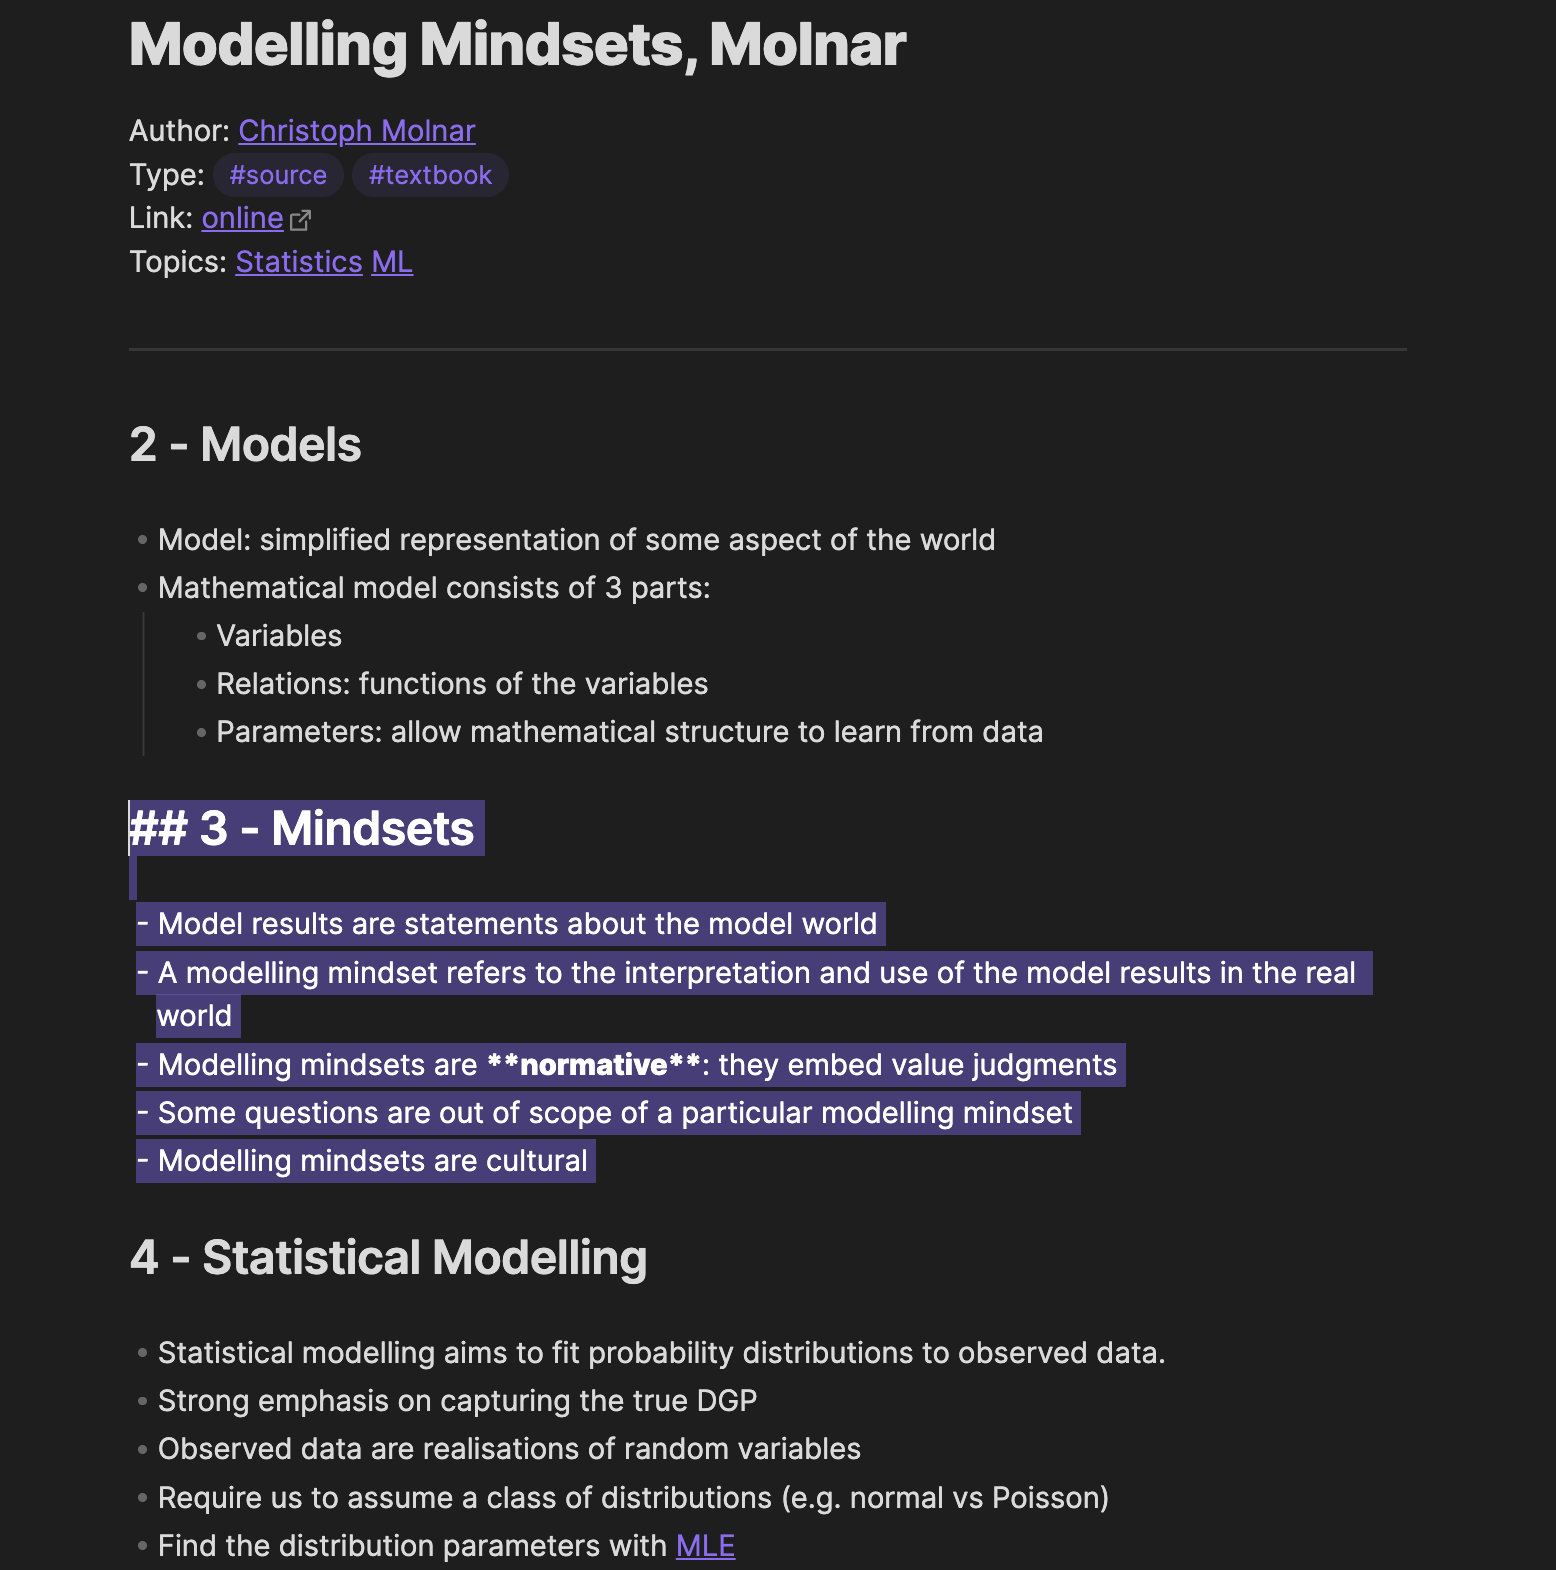 Modelling Mindsets, Molnar
Author: Christoph Molnar
Type: #source #textbook
Link: online
Topics: Statistics ML
2 - Models
• Model: simplified representation of some aspect of the world
• Mathematical model consists of 3 parts:
• Variables
• Relations: functions of the variables
• Parameters: allow mathematical structure to learn from data
## 3 - Mindsets
- Model results are statements about the model world
- A modelling mindset refers to the interpretation and use of the model results in the real
world
- Modelling mindsets are **normative**: they embed value judgments
- Some questions are out of scope of a particular modelling mindset
- Modelling mindsets are cultural
4 - Statistical Modelling
• Statistical modelling aims to fit probability distributions to observed data.
• Strong emphasis on capturing the true DGP
• Observed data are realisations of random variables
• Require us to assume a class of distributions (e.g. normal vs Poisson)
• Find the distribution parameters with MLE